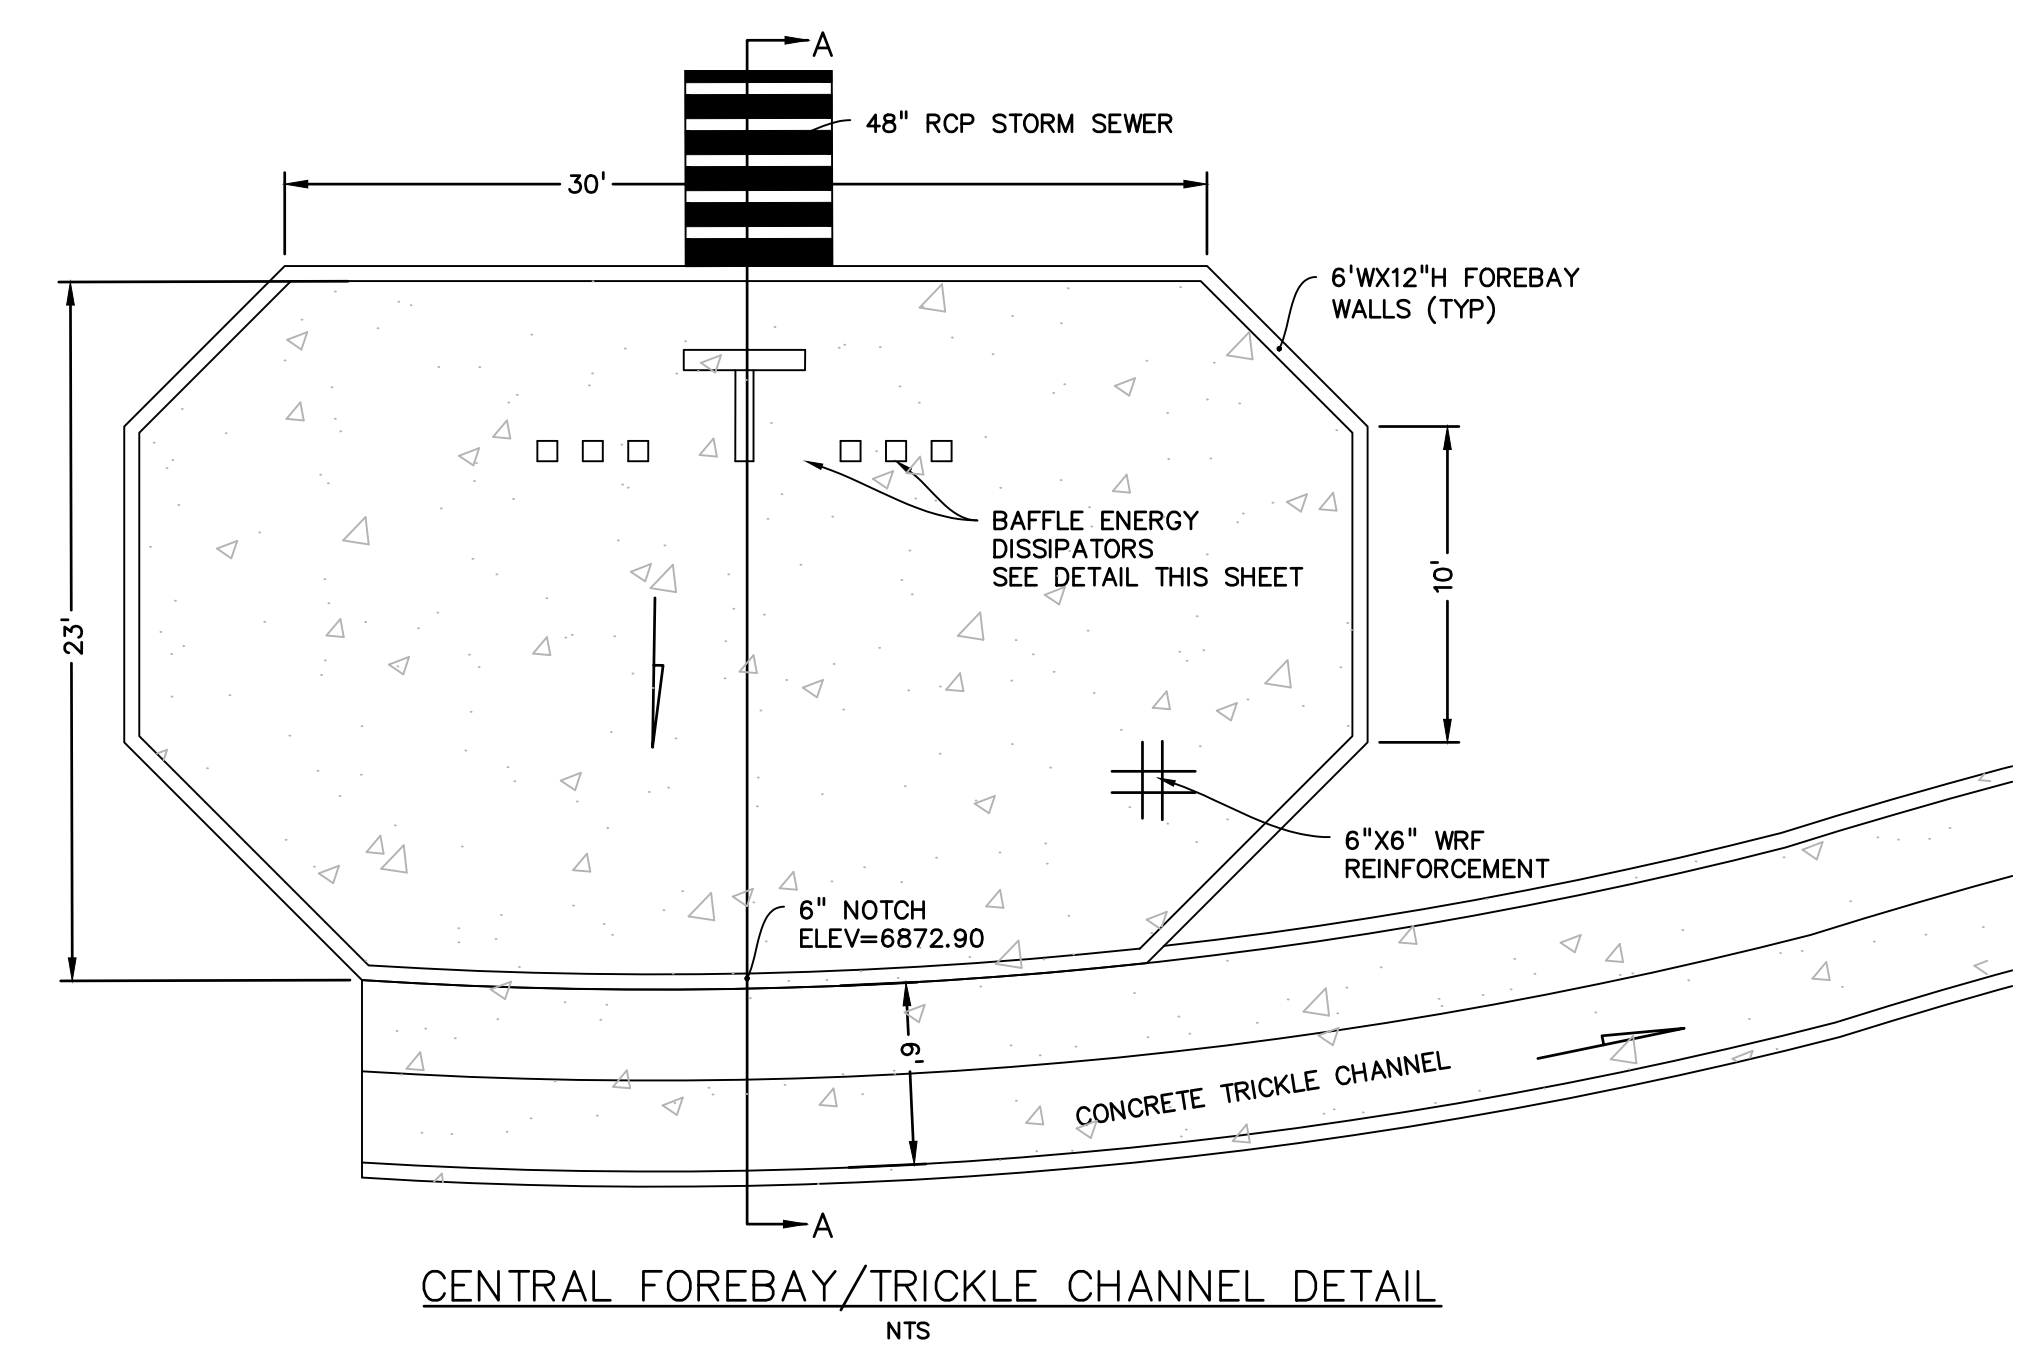 A
48" RCP STORM SEWER
30'
6'WX12"H FOREBAY
WALLS (TYP)
BAFFLE ENERGY
DISSIPATORS
SEE DETAIL THIS SHEET
10'
23'
6"X6" WRF
REINFORCEMENT
6" NOTCH
ELEV=6872.90
9'
CONCRETE TRICKLE CHANNEL
A
CENTRAL FOREBAY/TRICKLE CHANNEL DETAIL
NTS